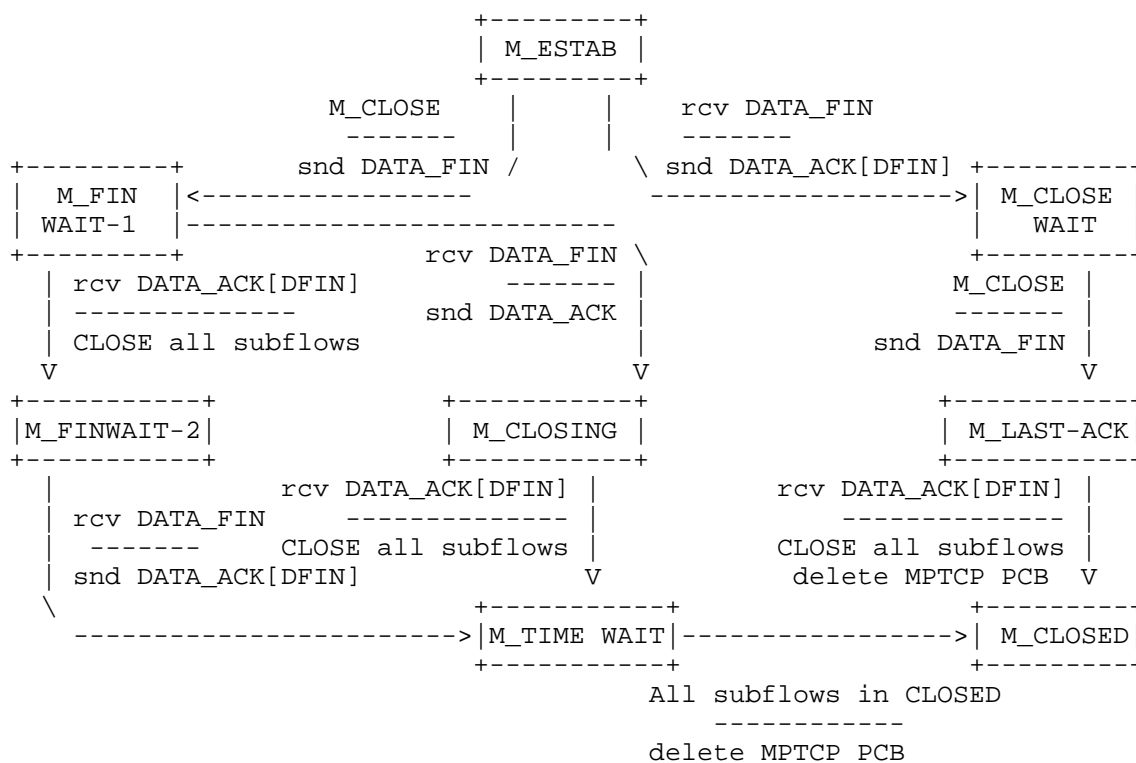 M_ESTAB
M_CLOSE rcv DATA_FIN
snd DATA_FIN snd DATA_ACK[DFIN]
M_FIN M_CLOSE
WAIT-1 WAIT
rcv DATA_FIN
rcv DATA_ACK[DFIN] M_CLOSE
snd DATA_ACK
CLOSE all subflows snd DATA_FIN
M_FINWAIT-2 M_CLOSING M_LAST-ACK
rcv DATA_ACK[DFIN] rcv DATA_ACK[DFIN]
rcv DATA_FIN
CLOSE all subflows CLOSE all subflows
snd DATA_ACK[DFIN] delete MPTCP PCB
M_TIME WAIT M_CLOSED
All subflows in CLOSED
delete MPTCP PCB